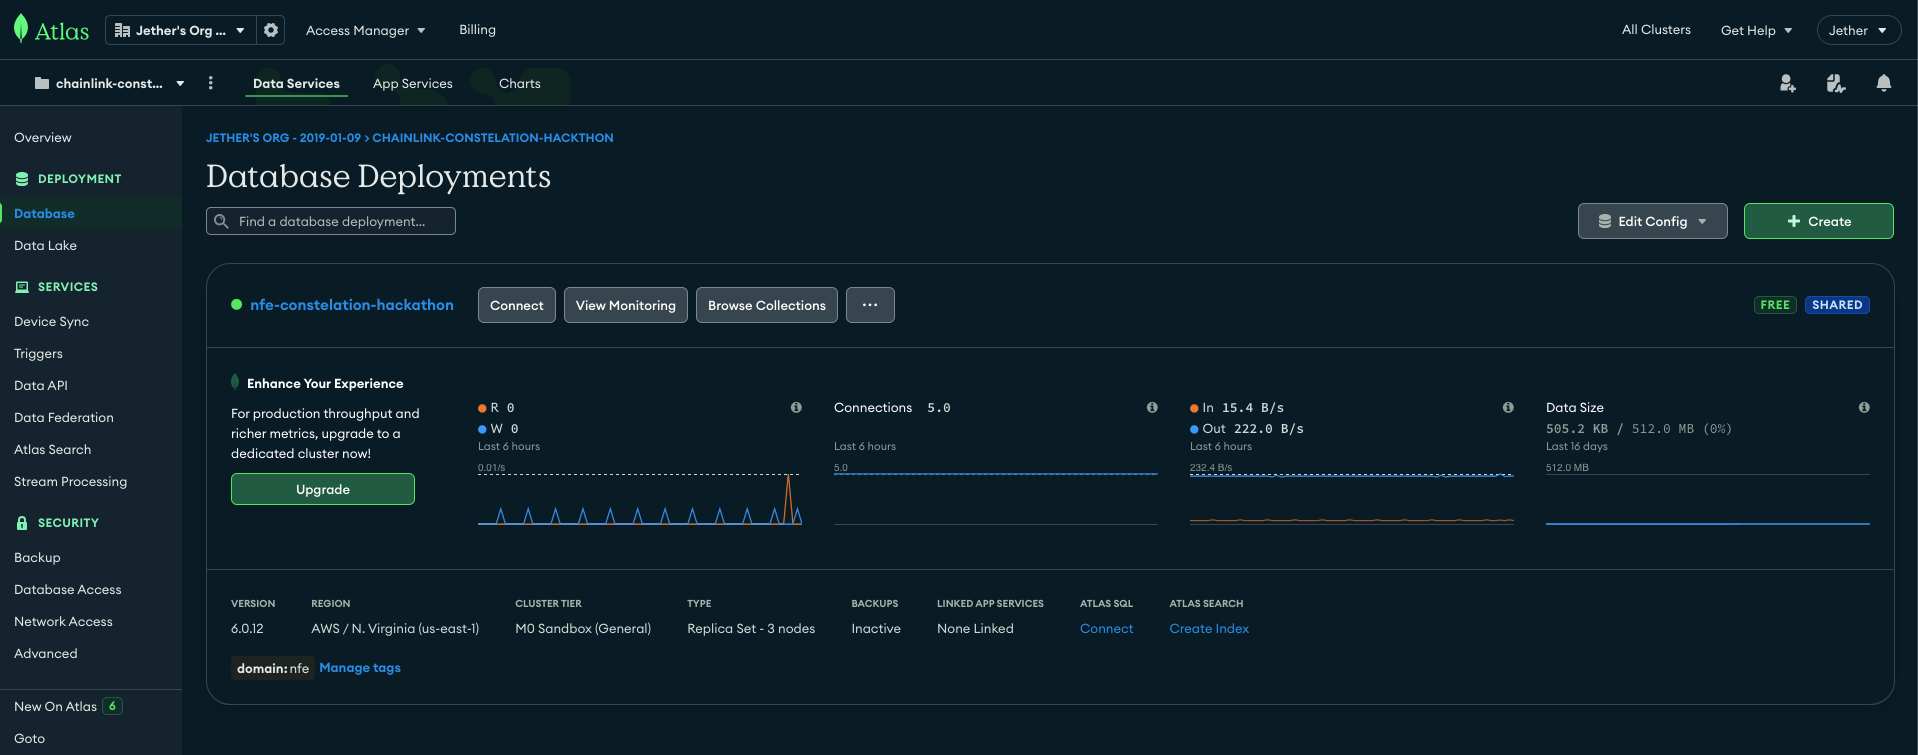 Atlas
Jether's Org ...
Access Manager
Billing
All Clusters
Get Help
Jether
chainlink-const...
Data Services
App Services
Charts
Overview
DEPLOYMENT
Database
Data Lake
SERVICES
Device Sync
Triggers
Data API
Data Federation
Atlas Search
Stream Processing
SECURITY
Backup
Database Access
Network Access
Advanced
New On Atlas 6
Goto
JETHER'S ORG - 2019-01-09 > CHAINLINK-CONSTELATION-HACKTHON
Database Deployments
Find a database deployment...
Edit Config
+ Create
nfe-constelation-hackathon
Connect
View Monitoring
Browse Collections
...
FREE
SHARED
Enhance Your Experience
For production throughput and
richer metrics, upgrade to a
dedicated cluster now!
Upgrade
R 0
W 0
Last 6 hours
0.01/s
Connections 5.0
Last 6 hours
5.0
In 15.4 B/s
Out 222.0 B/s
Last 6 hours
232.4 B/s
Data Size
505.2 KB / 512.0 MB (0%)
Last 16 days
512.0 MB
VERSION
6.0.12
REGION
AWS / N. Virginia (us-east-1)
CLUSTER TIER
M0 Sandbox (General)
TYPE
Replica Set - 3 nodes
BACKUPS
Inactive
LINKED APP SERVICES
None Linked
ATLAS SQL
Connect
ATLAS SEARCH
Create Index
domain: nfe
Manage tags